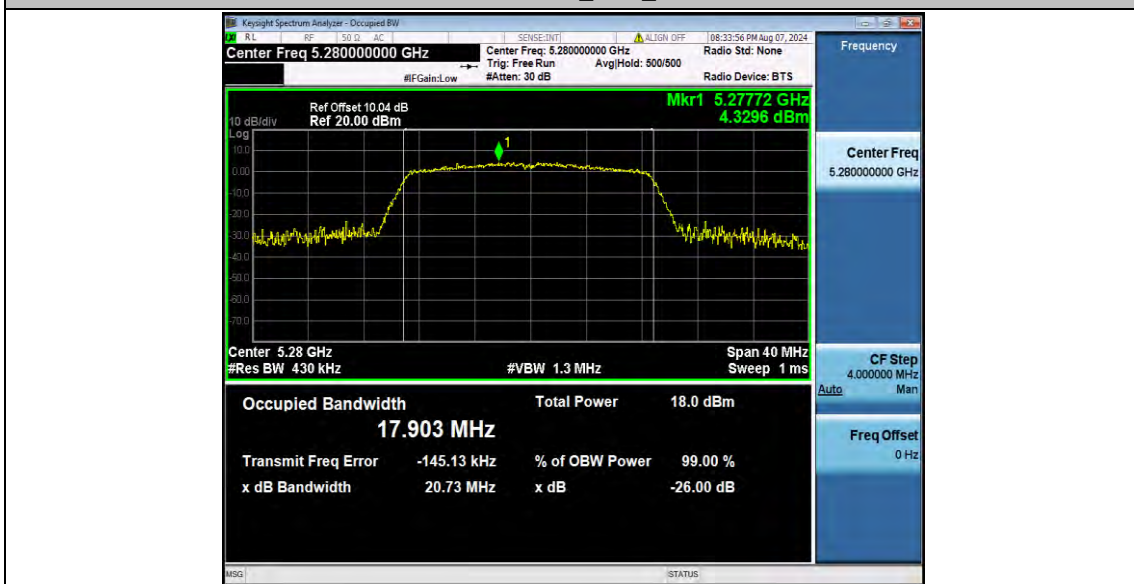 Keysight Spectrum Analyzer - Occupied BW
RL RF 50 Ω AC SENSE:INT ALIGN OFF 08:33:56 PM Aug 07, 2024
Center Freq 5.280000000 GHz
Center Freq: 5.280000000 GHz
Radio Std: None
Trig: Free Run Avg|Hold: 500/500
#IFGain:Low
#Atten: 30 dB
Radio Device: BTS
Frequency
Mkr1 5.27772 GHz
4.3296 dBm
Ref Offset 10.04 dB
10 dB/div Ref 20.00 dBm
Log
10.0
0.00
-10.0
-20.0
-30.0
-40.0
-50.0
-60.0
-70.0
1
Center 5.28 GHz Span 40 MHz
#Res BW 430 kHz #VBW 1.3 MHz Sweep 1 ms
Occupied Bandwidth Total Power 18.0 dBm
17.903 MHz
Transmit Freq Error -145.13 kHz % of OBW Power 99.00 %
x dB Bandwidth 20.73 MHz x dB -26.00 dB
Center Freq
5.280000000 GHz
CF Step
4.000000 MHz
Auto Man
Freq Offset
0 Hz
MSG STATUS